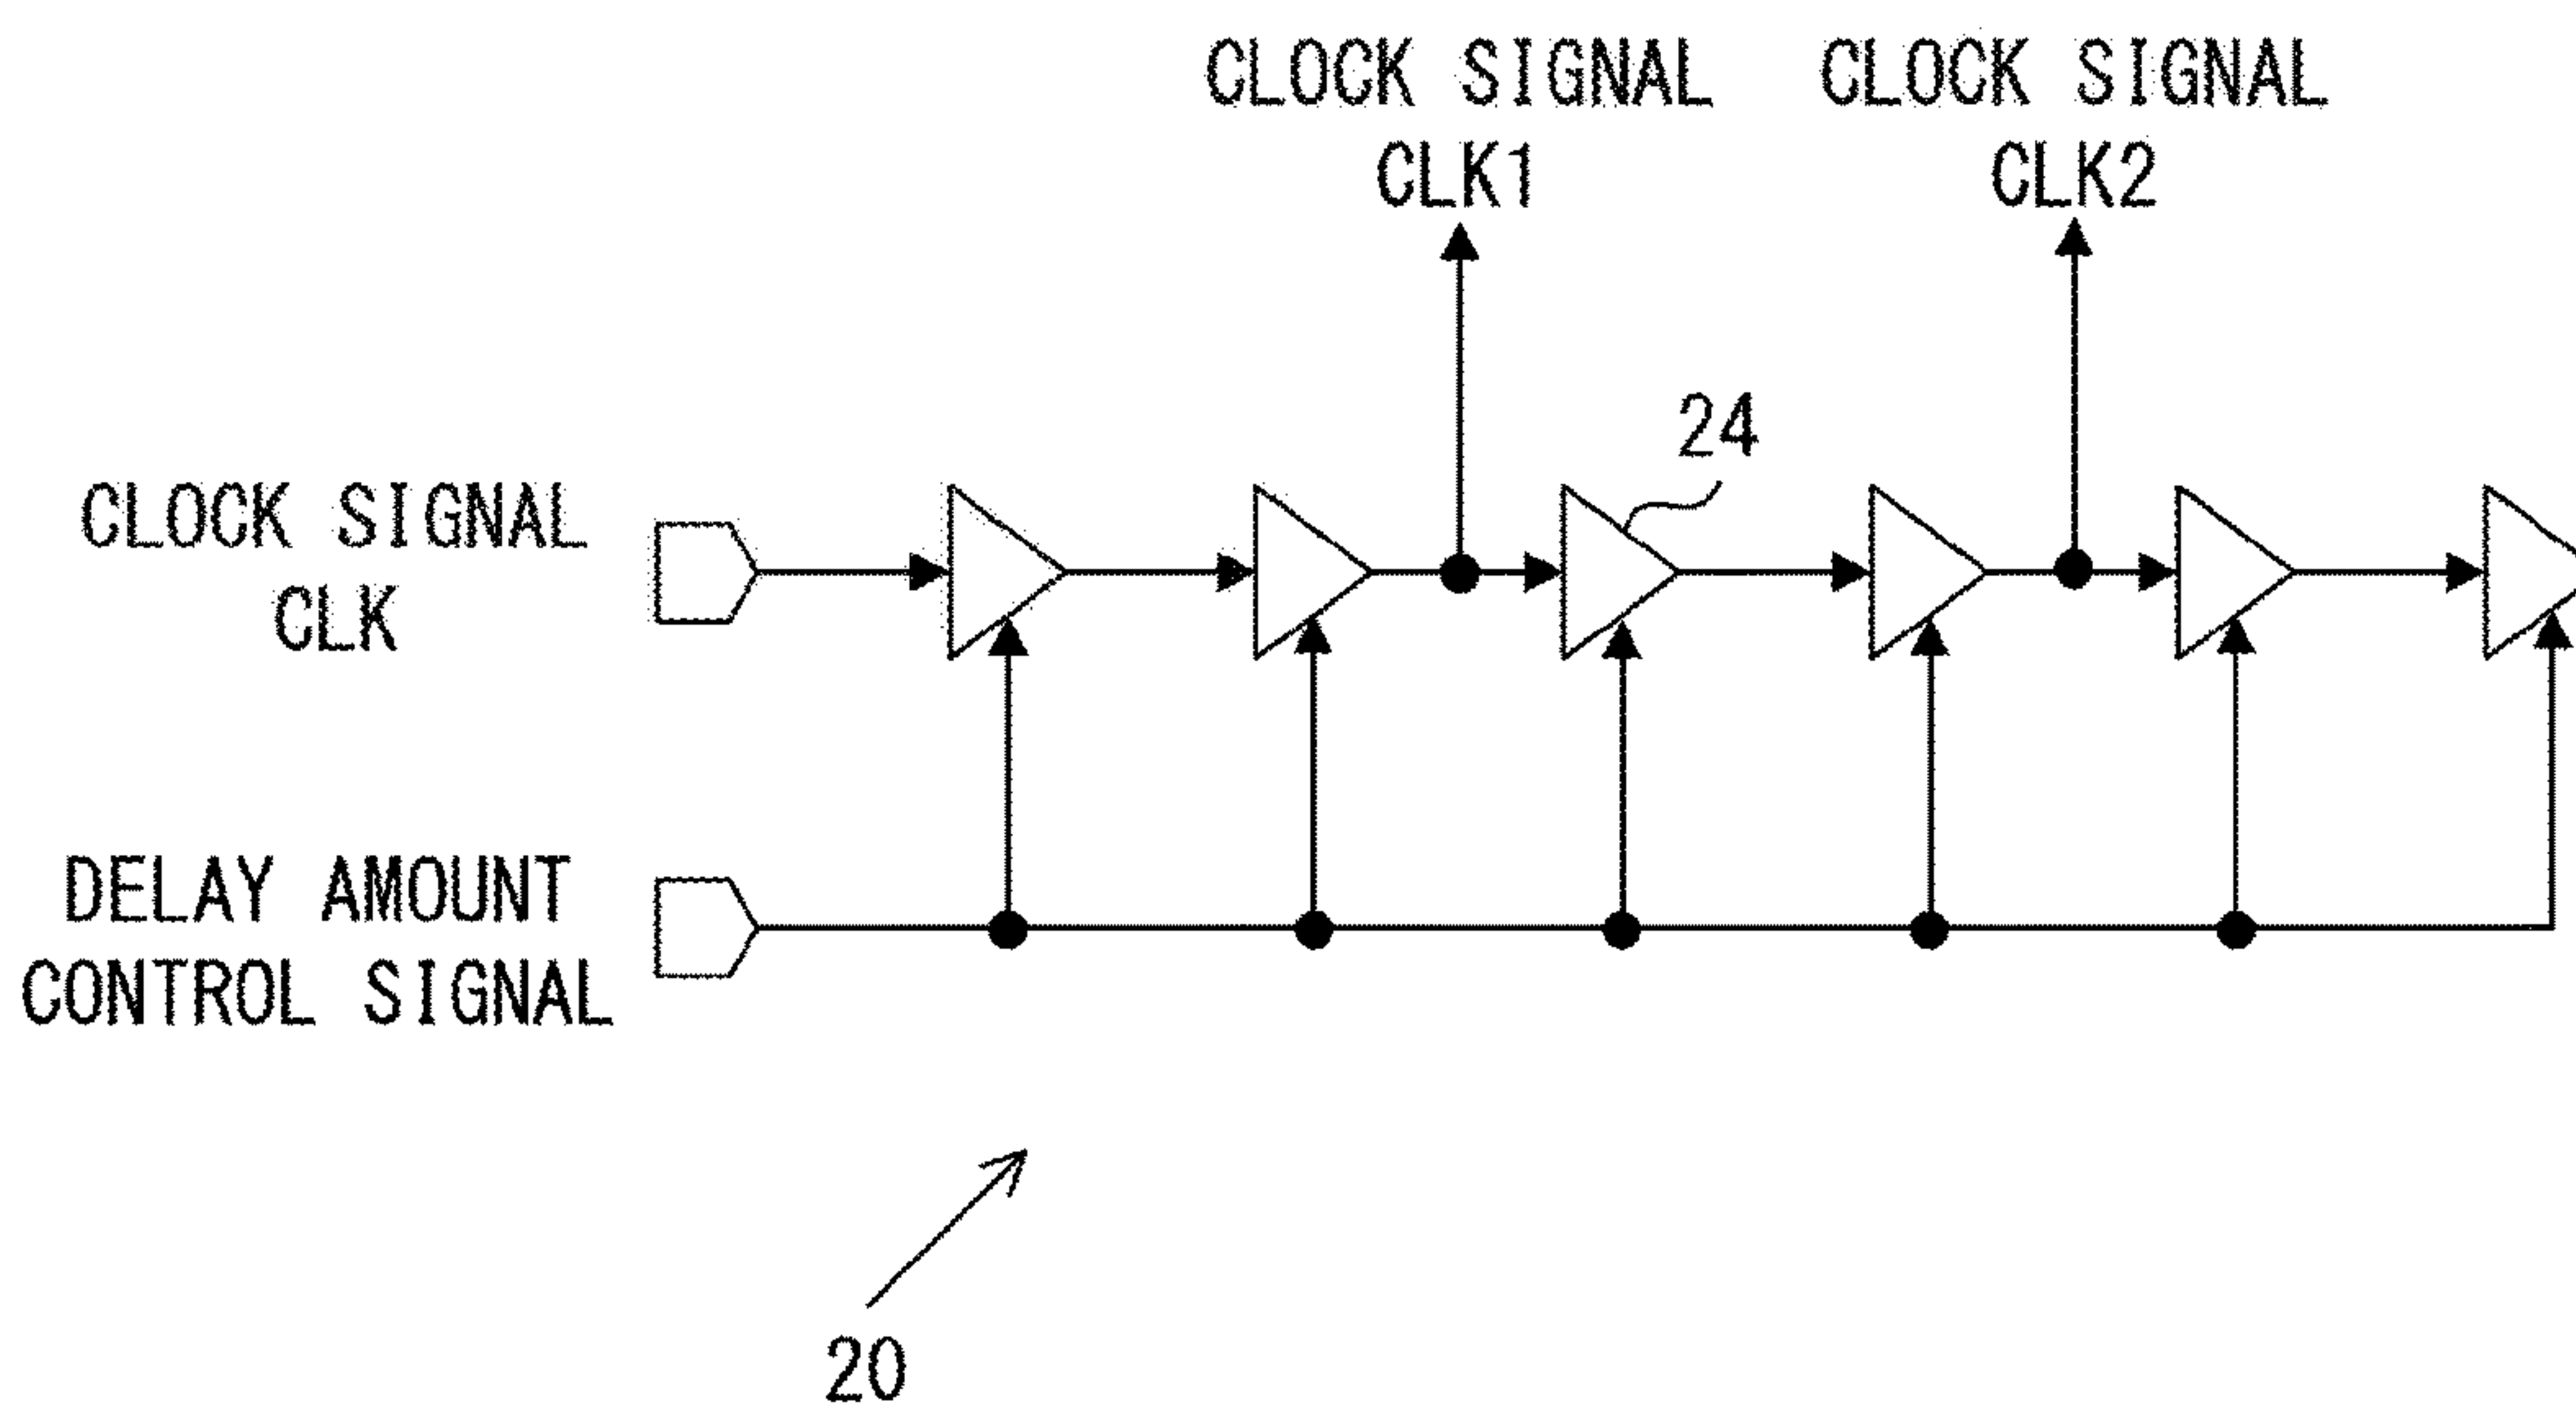 CLOCK SIGNAL
CLK1
CLOCK SIGNAL
CLK2
24
CLOCK SIGNAL
CLK
DELAY AMOUNT
CONTROL SIGNAL
20